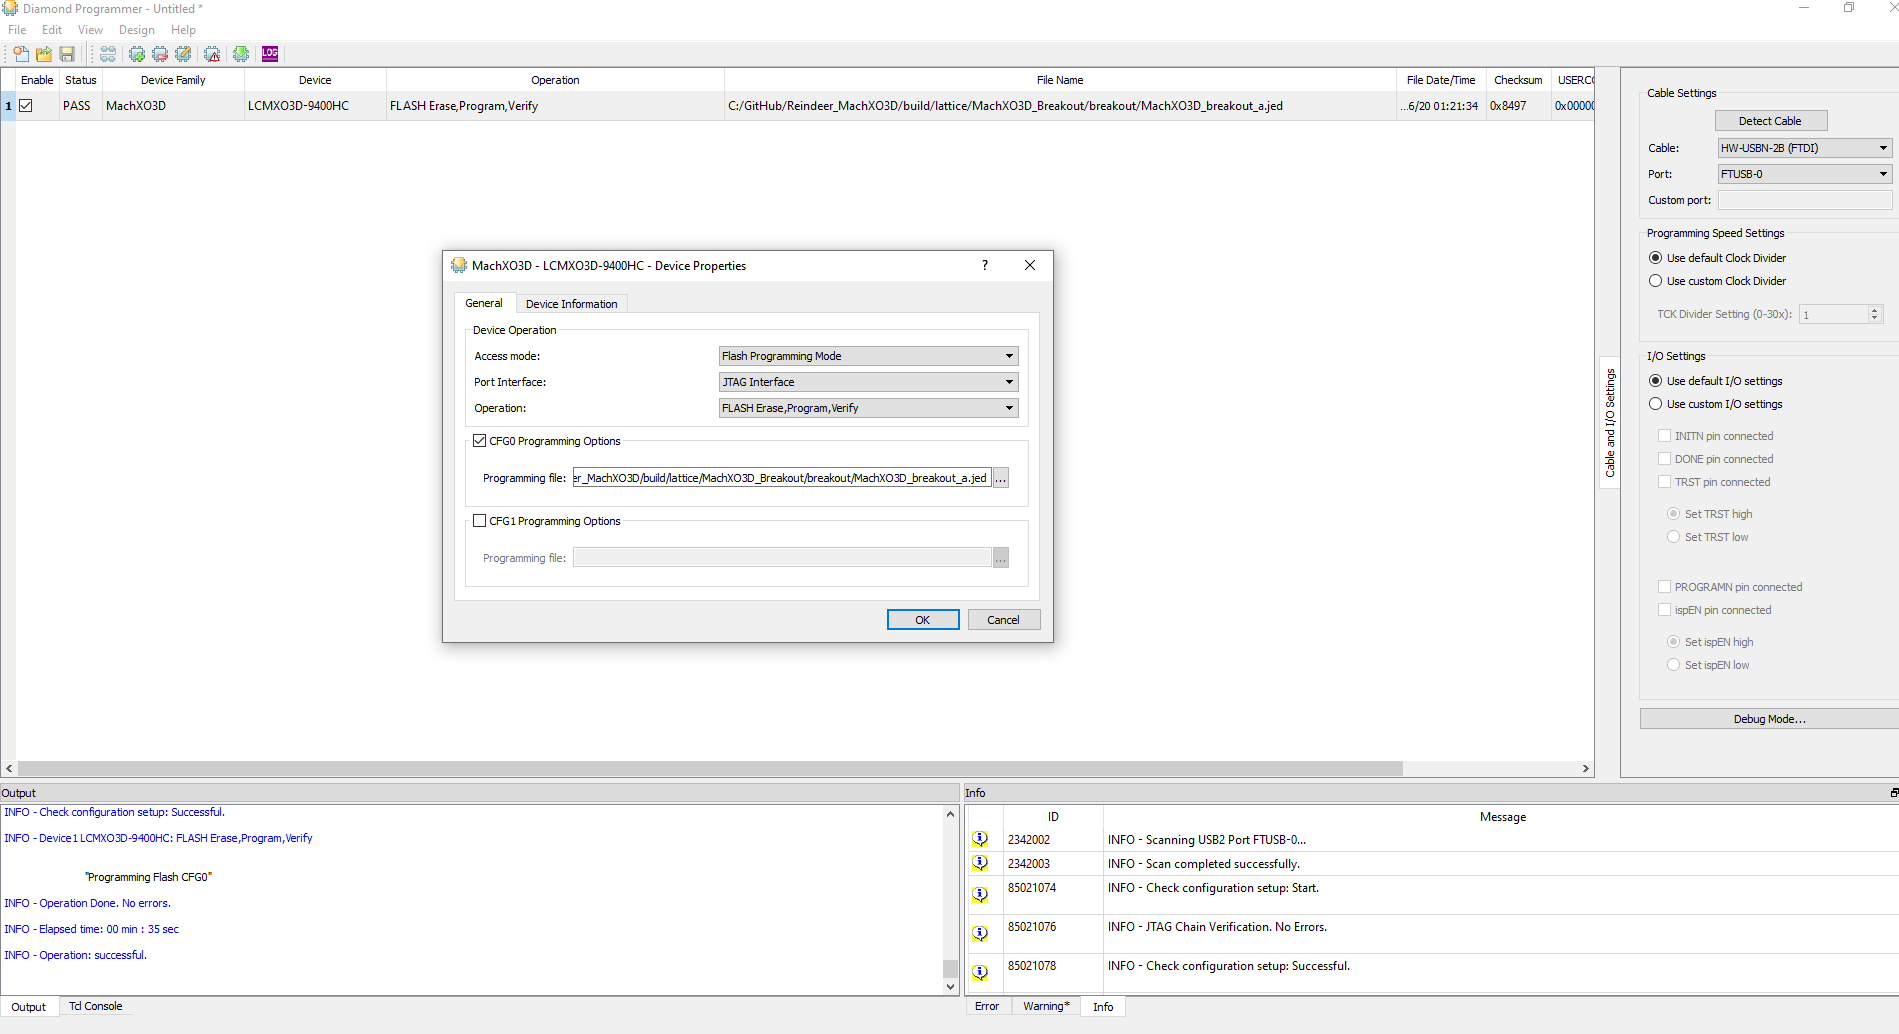 Diamond Programmer - Untitled *
File Edit View Design Help
LOG
Enable Status Device Family Device Operation File Name File Date/Time Checksum USERCO
1 PASS MachXO3D LCMXO3D-9400HC FLASH Erase,Program,Verify C:/GitHub/Reindeer_MachXO3D/build/lattice/MachXO3D_Breakout/breakout/MachXO3D_breakout_a.jed ...6/20 01:21:34 0x8497 0x00000
MachXO3D - LCMXO3D-9400HC - Device Properties ?
General Device Information
Device Operation
Access mode: Flash Programming Mode
Port Interface: JTAG Interface
Operation: FLASH Erase,Program,Verify
CFG0 Programming Options
Programming file: er_MachXO3D/build/lattice/MachXO3D_Breakout/breakout/MachXO3D_breakout_a.jed ...
CFG1 Programming Options
Programming file: ...
OK Cancel
Cable and I/O Settings
Cable Settings
Detect Cable
Cable: HW-USBN-2B (FTDI)
Port: FTUSB-0
Custom port:
Programming Speed Settings
Use default Clock Divider
Use custom Clock Divider
TCK Divider Setting (0-30x): 1
I/O Settings
Use default I/O settings
Use custom I/O settings
INITN pin connected
DONE pin connected
TRST pin connected
Set TRST high
Set TRST low
PROGRAMN pin connected
ispEN pin connected
Set ispEN high
Set ispEN low
Debug Mode...
Output
INFO - Check configuration setup: Successful.
INFO - Device1 LCMXO3D-9400HC: FLASH Erase,Program,Verify
"Programming Flash CFG0"
INFO - Operation Done. No errors.
INFO - Elapsed time: 00 min : 35 sec
INFO - Operation: successful.
Output Tcl Console
Info
ID Message
2342002 INFO - Scanning USB2 Port FTUSB-0...
2342003 INFO - Scan completed successfully.
85021074 INFO - Check configuration setup: Start.
85021076 INFO - JTAG Chain Verification. No Errors.
85021078 INFO - Check configuration setup: Successful.
Error Warning* Info